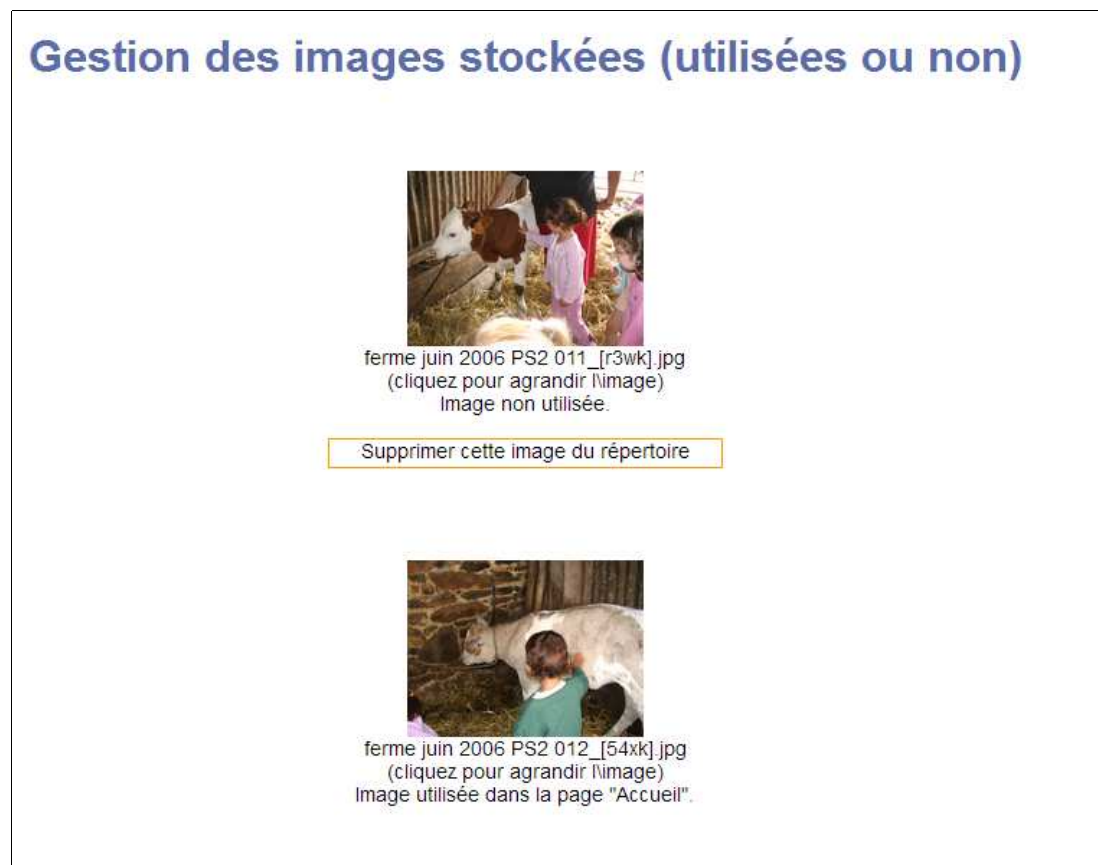 Gestion des images stockées (utilisées ou non)
ferme juin 2006 PS2 011_[r3wk].jpg
(cliquez pour agrandir l\image)
Image non utilisée.
Supprimer cette image du répertoire
ferme juin 2006 PS2 012_[54xk].jpg
(cliquez pour agrandir l\image)
Image utilisée dans la page "Accueil".